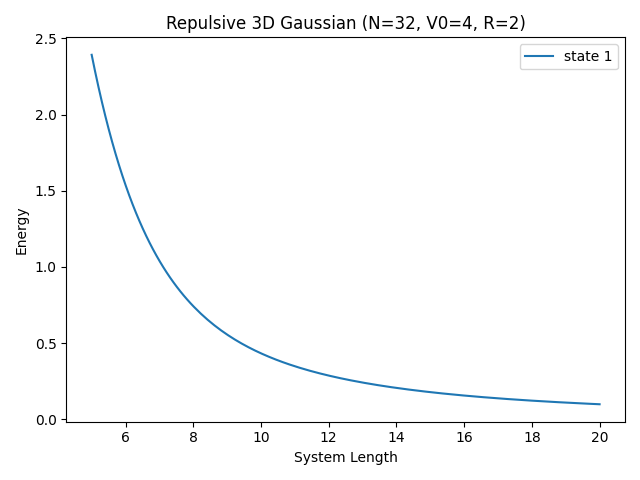 Repulsive 3D Gaussian (N=32, V0=4, R=2)
state 1
2.5
2.0
1.5
1.0
0.5
0.0
Energy
6 8 10 12 14 16 18 20
System Length